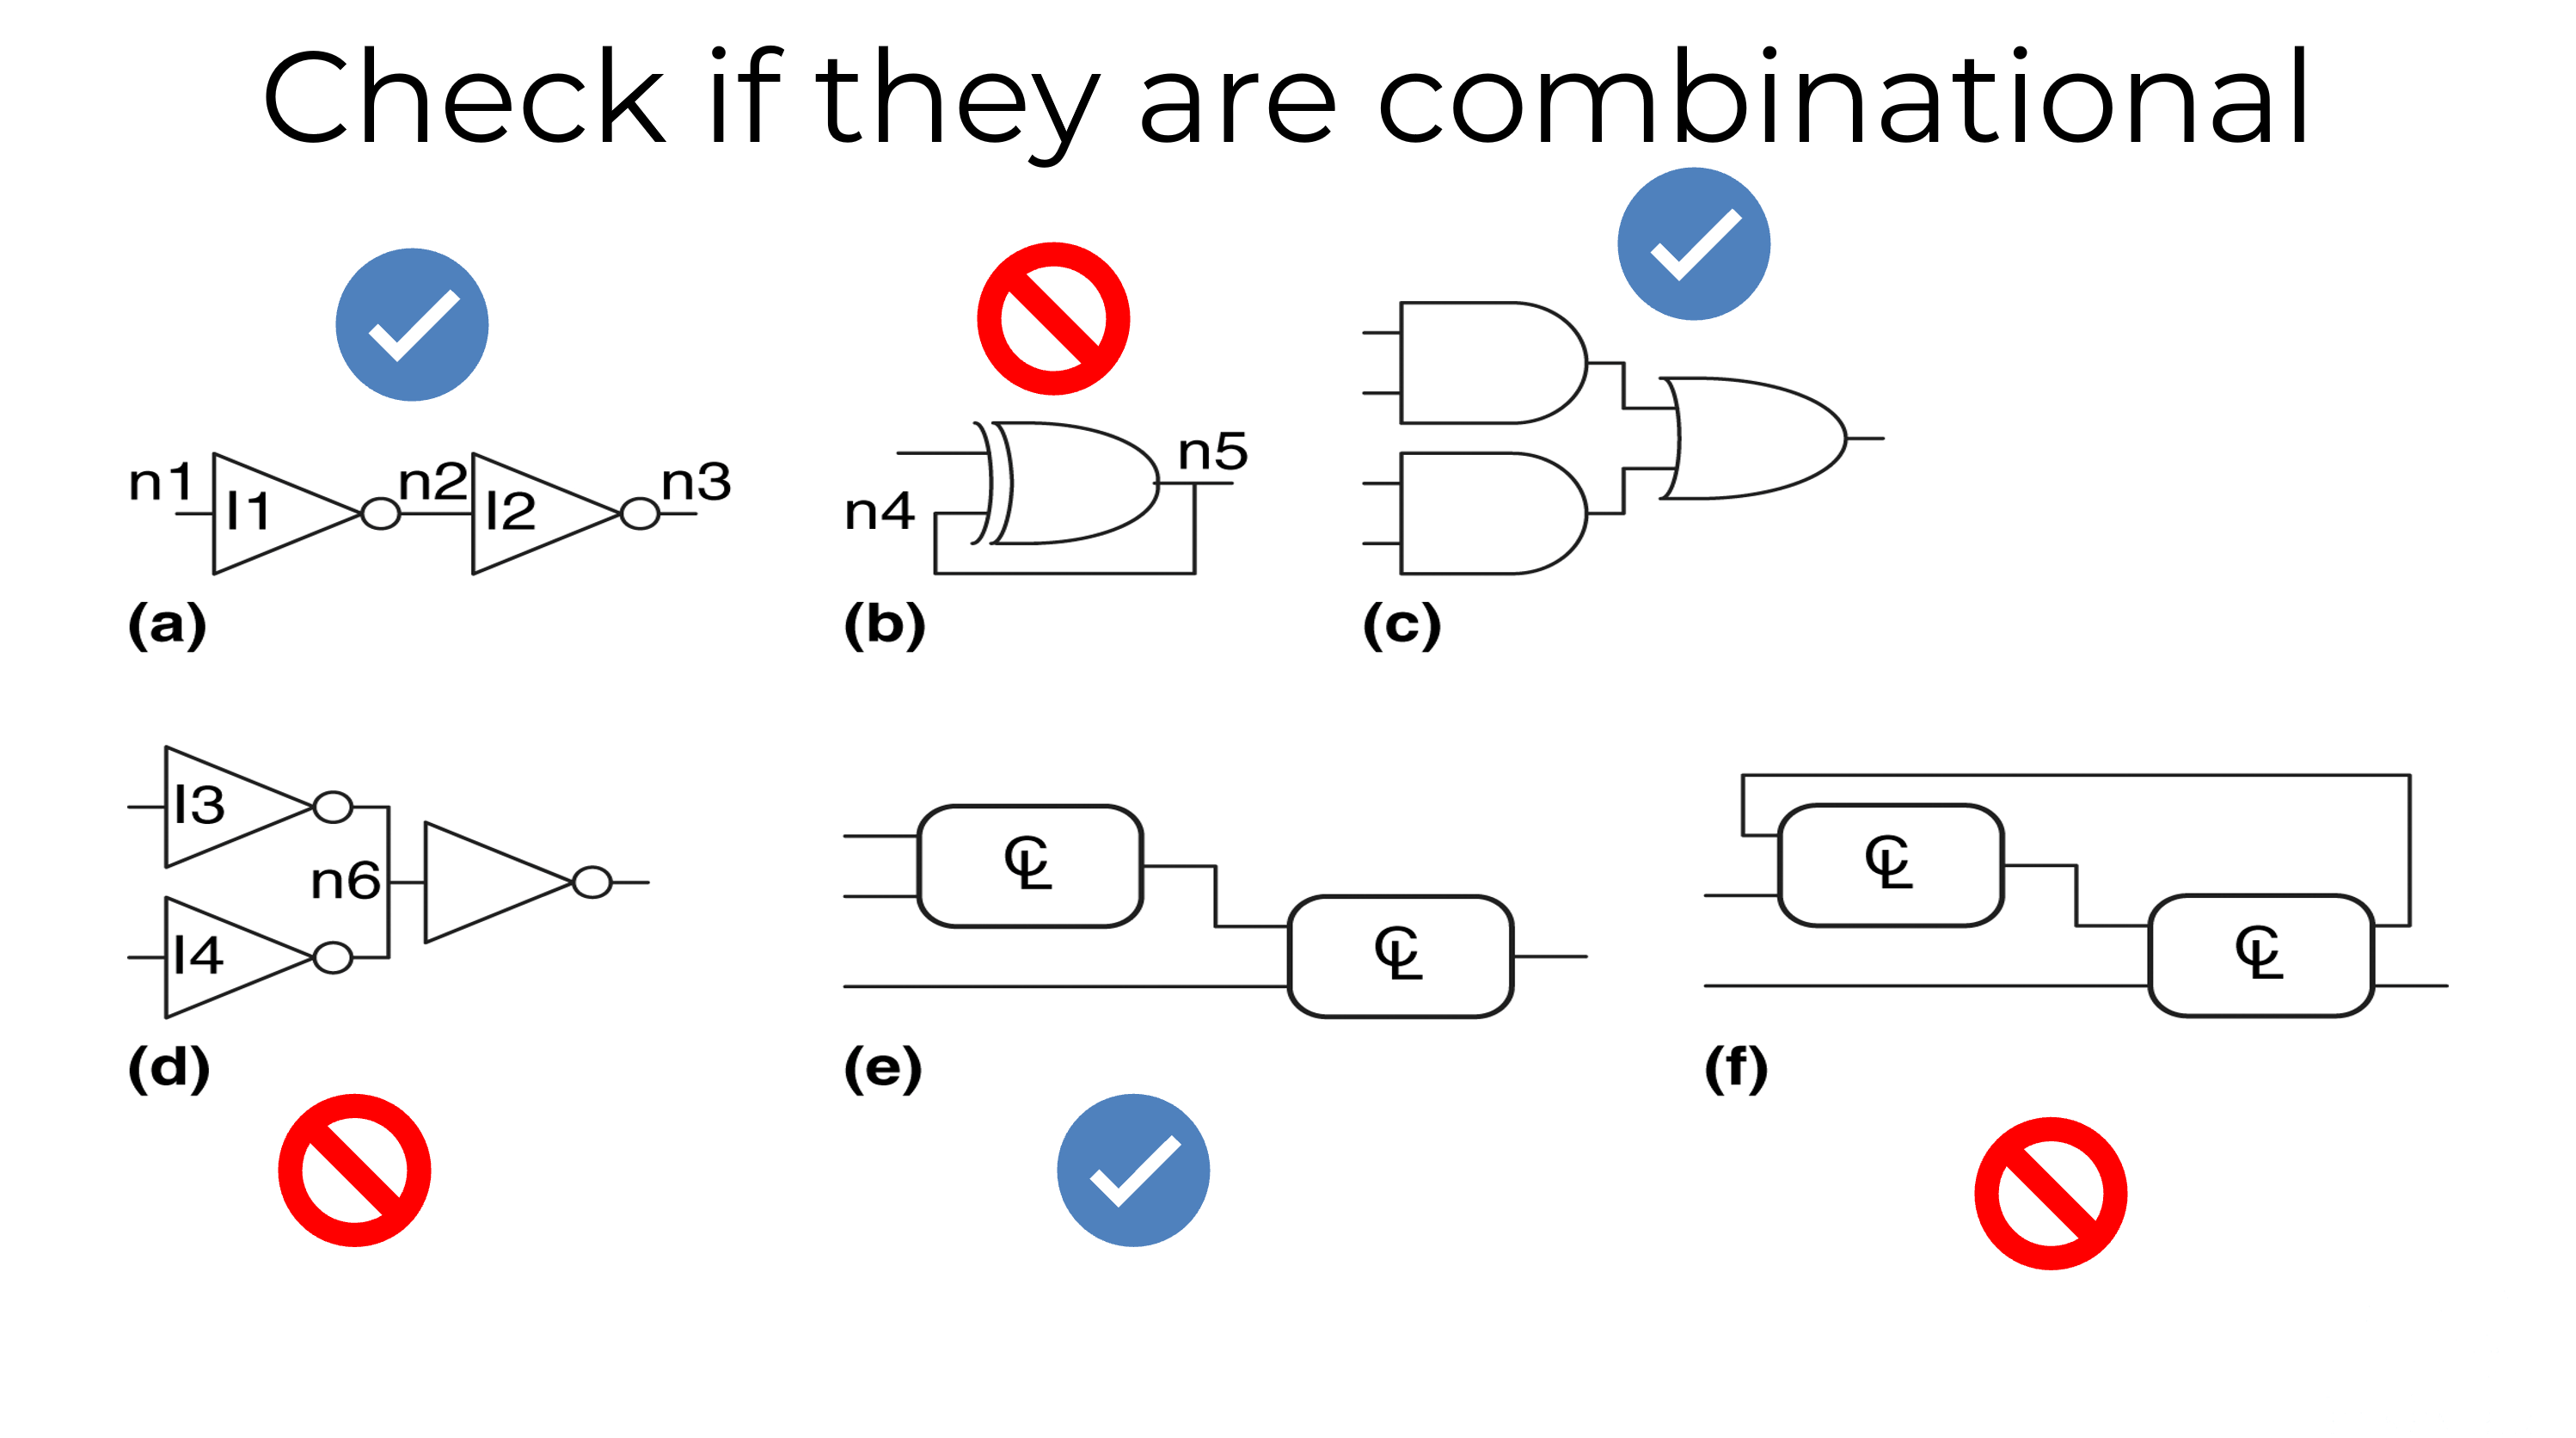 Check if they are combinational
n1 I1 n2 I2 n3
n4 n5
(a) (b) (c)
I3
n6
I4
CL CL
CL CL
(d) (e) (f)